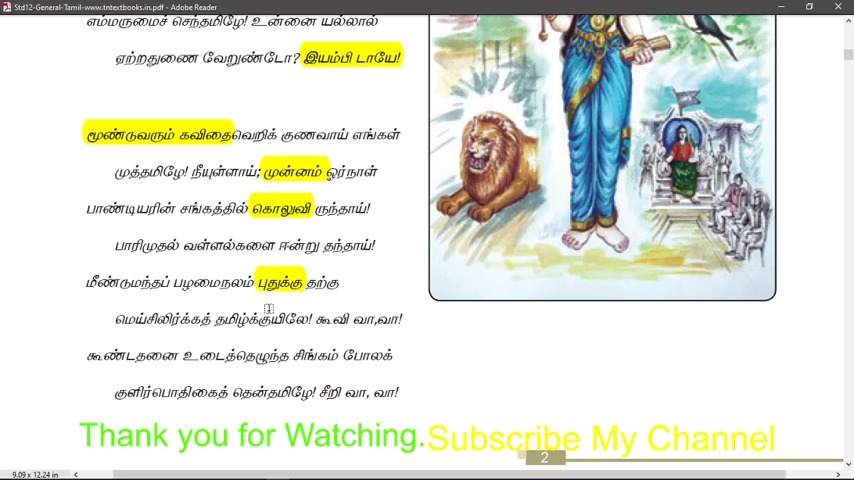 Std12-General-Tamil-www.tntextbooks.in.pdf - Adobe Reader
எம்மருமைச் செந்தமிழே! உன்னை யல்லால்
ஏற்றதுணை வேறுண்டோ? இயம்பி டாயே!
மூண்டுவரும் கவிதைவெறிக் குணவாய் எங்கள்
முத்தமிழே! நீயுள்ளாய்; முன்னம் ஓர்நாள்
பாண்டியரின் சங்கத்தில் கொலுவி ருந்தாய்!
பாரிமுதல் வள்ளல்களை ஈன்று தந்தாய்!
மீண்டுமந்தப் பழமைநலம் புதுக்கு தற்கு
மெய்சிலிர்க்கத் தமிழ்க்குயிலே! கூவி வா,வா!
கூண்டதனை உடைத்தெழுந்த சிங்கம் போலக்
குளிர்பொதிகைத் தென்தமிழே! சீறி வா, வா!
Thank you for Watching. Subscribe My Channel
2
9.09 x 12.24 in